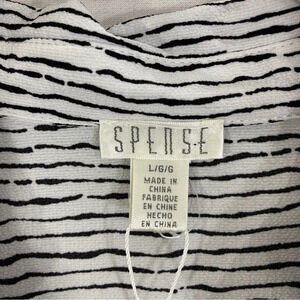 SPENSE
L/G/G
MADE IN
CHINA
FABRIQUE
EN CHINE
HECHO
EN CHINA